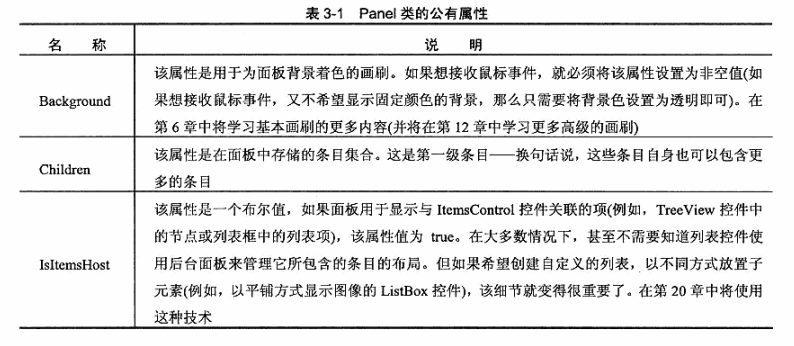 表 3-1 Panel 类的公有属性
名 称 说 明
Background
该属性是用于为面板背景着色的画刷。如果想接收鼠标事件，就必须将该属性设置为非空值(如
果想接收鼠标事件，又不希望显示固定颜色的背景，那么只需要将背景色设置为透明即可)。在
第 6 章中将学习基本画刷的更多内容(并将在第 12 章中学习更多高级的画刷)
Children
该属性是在面板中存储的条目集合。这是第一级条目——换句话说，这些条目自身也可以包含更
多的条目
IsItemsHost
该属性是一个布尔值，如果面板用于显示与 ItemsControl 控件关联的项(例如，TreeView 控件中
的节点或列表框中的列表项)，该属性值为 true。在大多数情况下，甚至不需要知道列表控件使
用后台面板来管理它所包含的条目的布局。但如果希望创建自定义的列表，以不同方式放置子
元素(例如，以平铺方式显示图像的 ListBox 控件)，该细节就变得很重要了。在第 20 章中将使用
这种技术